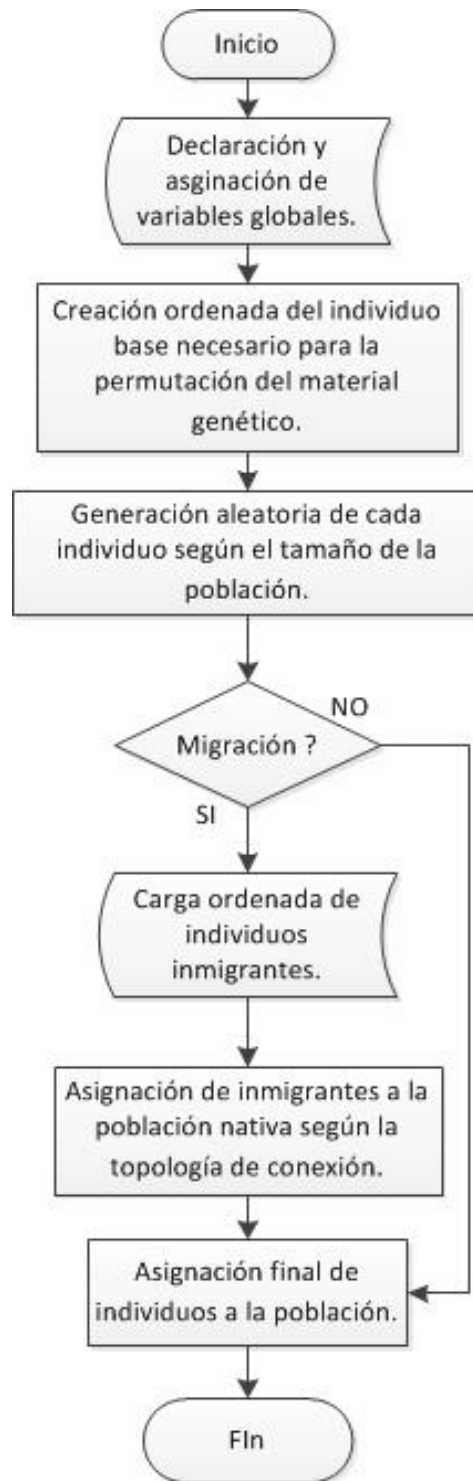 Inicio
Declaración y
asginación de
variables globales.
Creación ordenada del individuo
base necesario para la
permutación del material
genético.
Generación aleatoria de cada
individuo según el tamaño de la
población.
NO
Migración ?
SI
Carga ordenada de
individuos
inmigrantes.
Asignación de inmigrantes a la
población nativa según la
topología de conexión.
Asignación final de
individuos a la población.
FIn